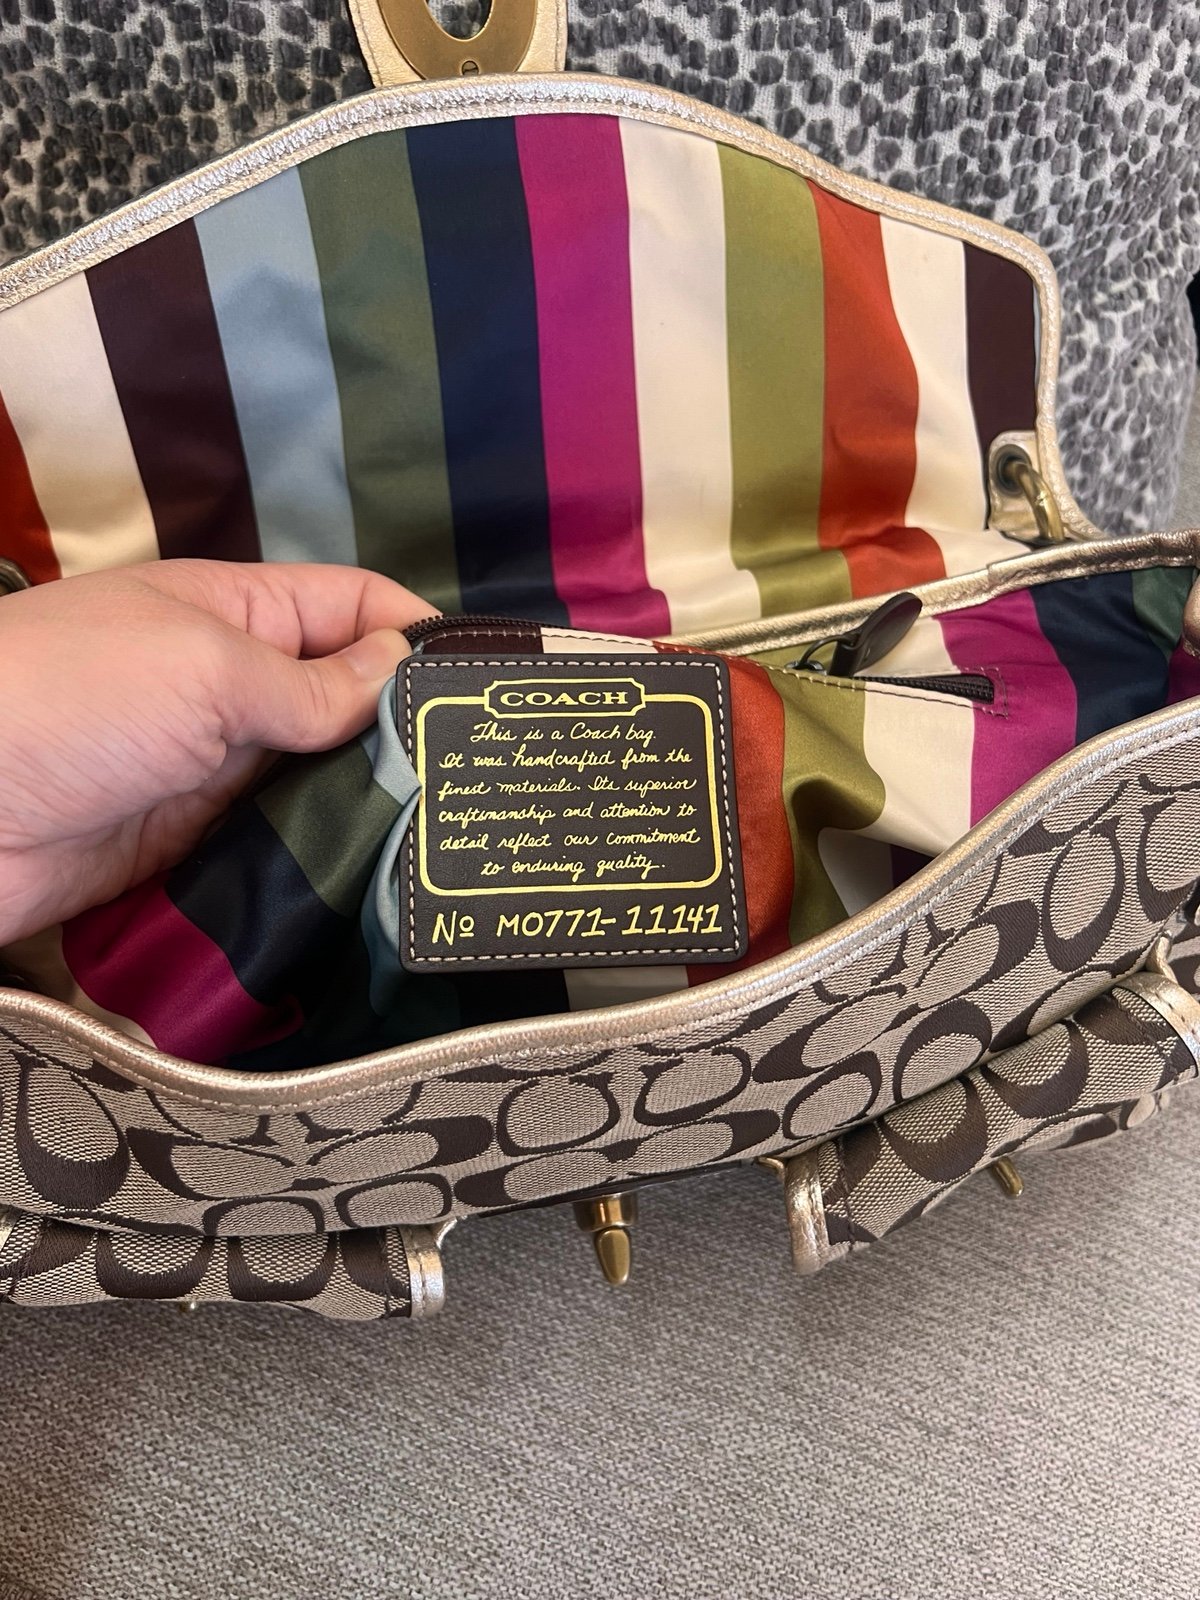 COACH
This is a Coach bag.
It was handcrafted from the
finest materials. Its superior
craftsmanship and attention to
detail reflect our commitment
to enduring quality.
Nº MO771-11141